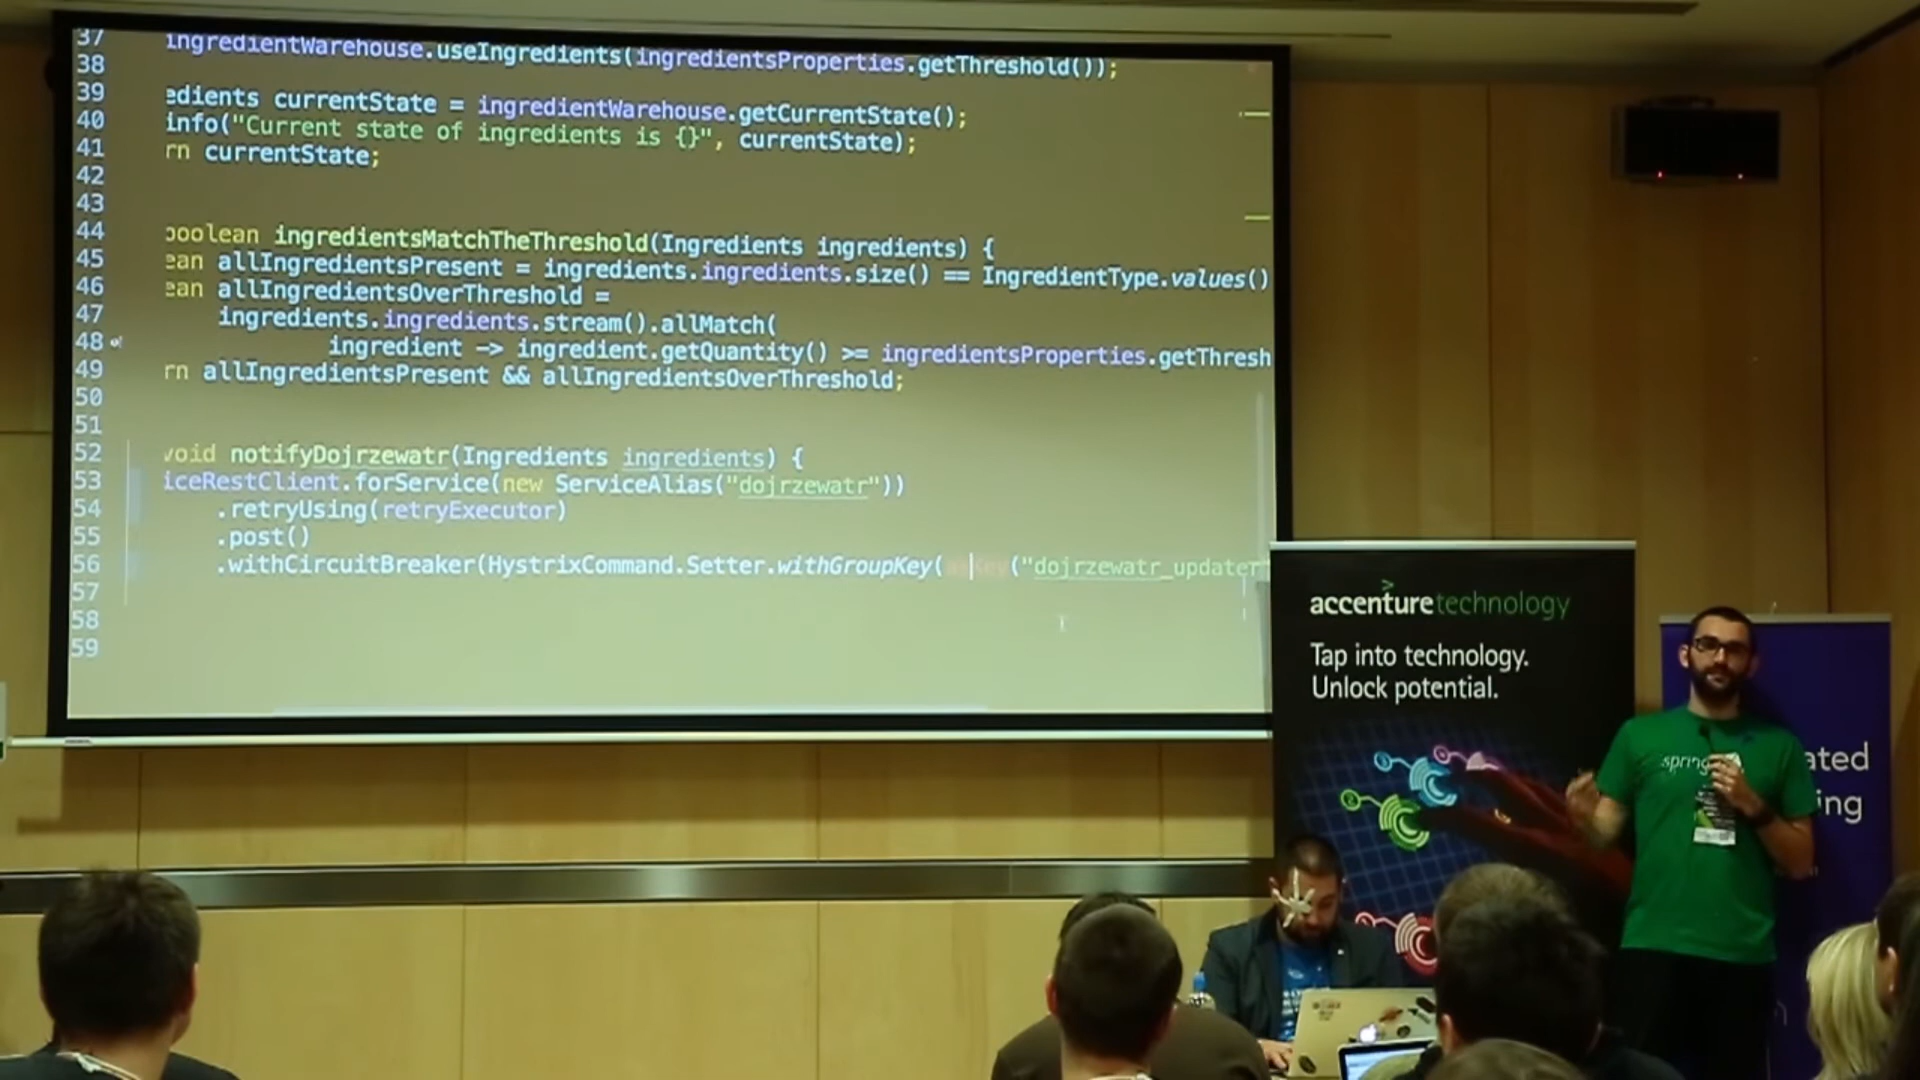 37 ingredientWarehouse.useIngredients(ingredientsProperties.getThreshold());
38
39 edients currentState = ingredientWarehouse.getCurrentState();
40 info("Current state of ingredients is {}", currentState);
41 rn currentState;
42
43
44 boolean ingredientsMatchTheThreshold(Ingredients ingredients) {
45 ean allIngredientsPresent = ingredients.ingredients.size() == IngredientType.values()
46 ean allIngredientsOverThreshold =
47 ingredients.ingredients.stream().allMatch(
48 ingredient -> ingredient.getQuantity() >= ingredientsProperties.getThresh
49 rn allIngredientsPresent && allIngredientsOverThreshold;
50
51
52 void notifyDojrzewatr(Ingredients ingredients) {
53 iceRestClient.forService(new ServiceAlias("dojrzewatr"))
54 .retryUsing(retryExecutor)
55 .post()
56 .withCircuitBreaker(HystrixCommand.Setter.withGroupKey(asKey("dojrzewatr_updater"
57
58
59
accenturetechnology
Tap into technology.
Unlock potential.
spring
ated
ing